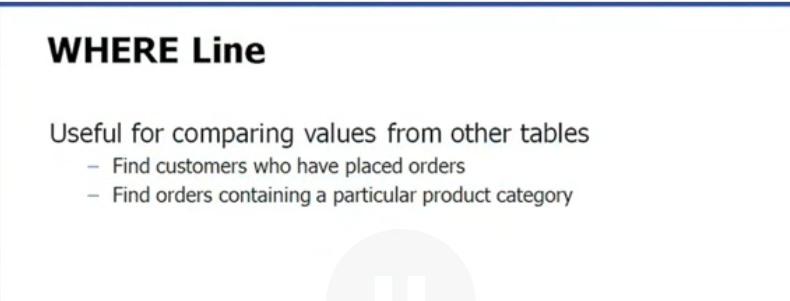 WHERE Line
Useful for comparing values from other tables
– Find customers who have placed orders
– Find orders containing a particular product category